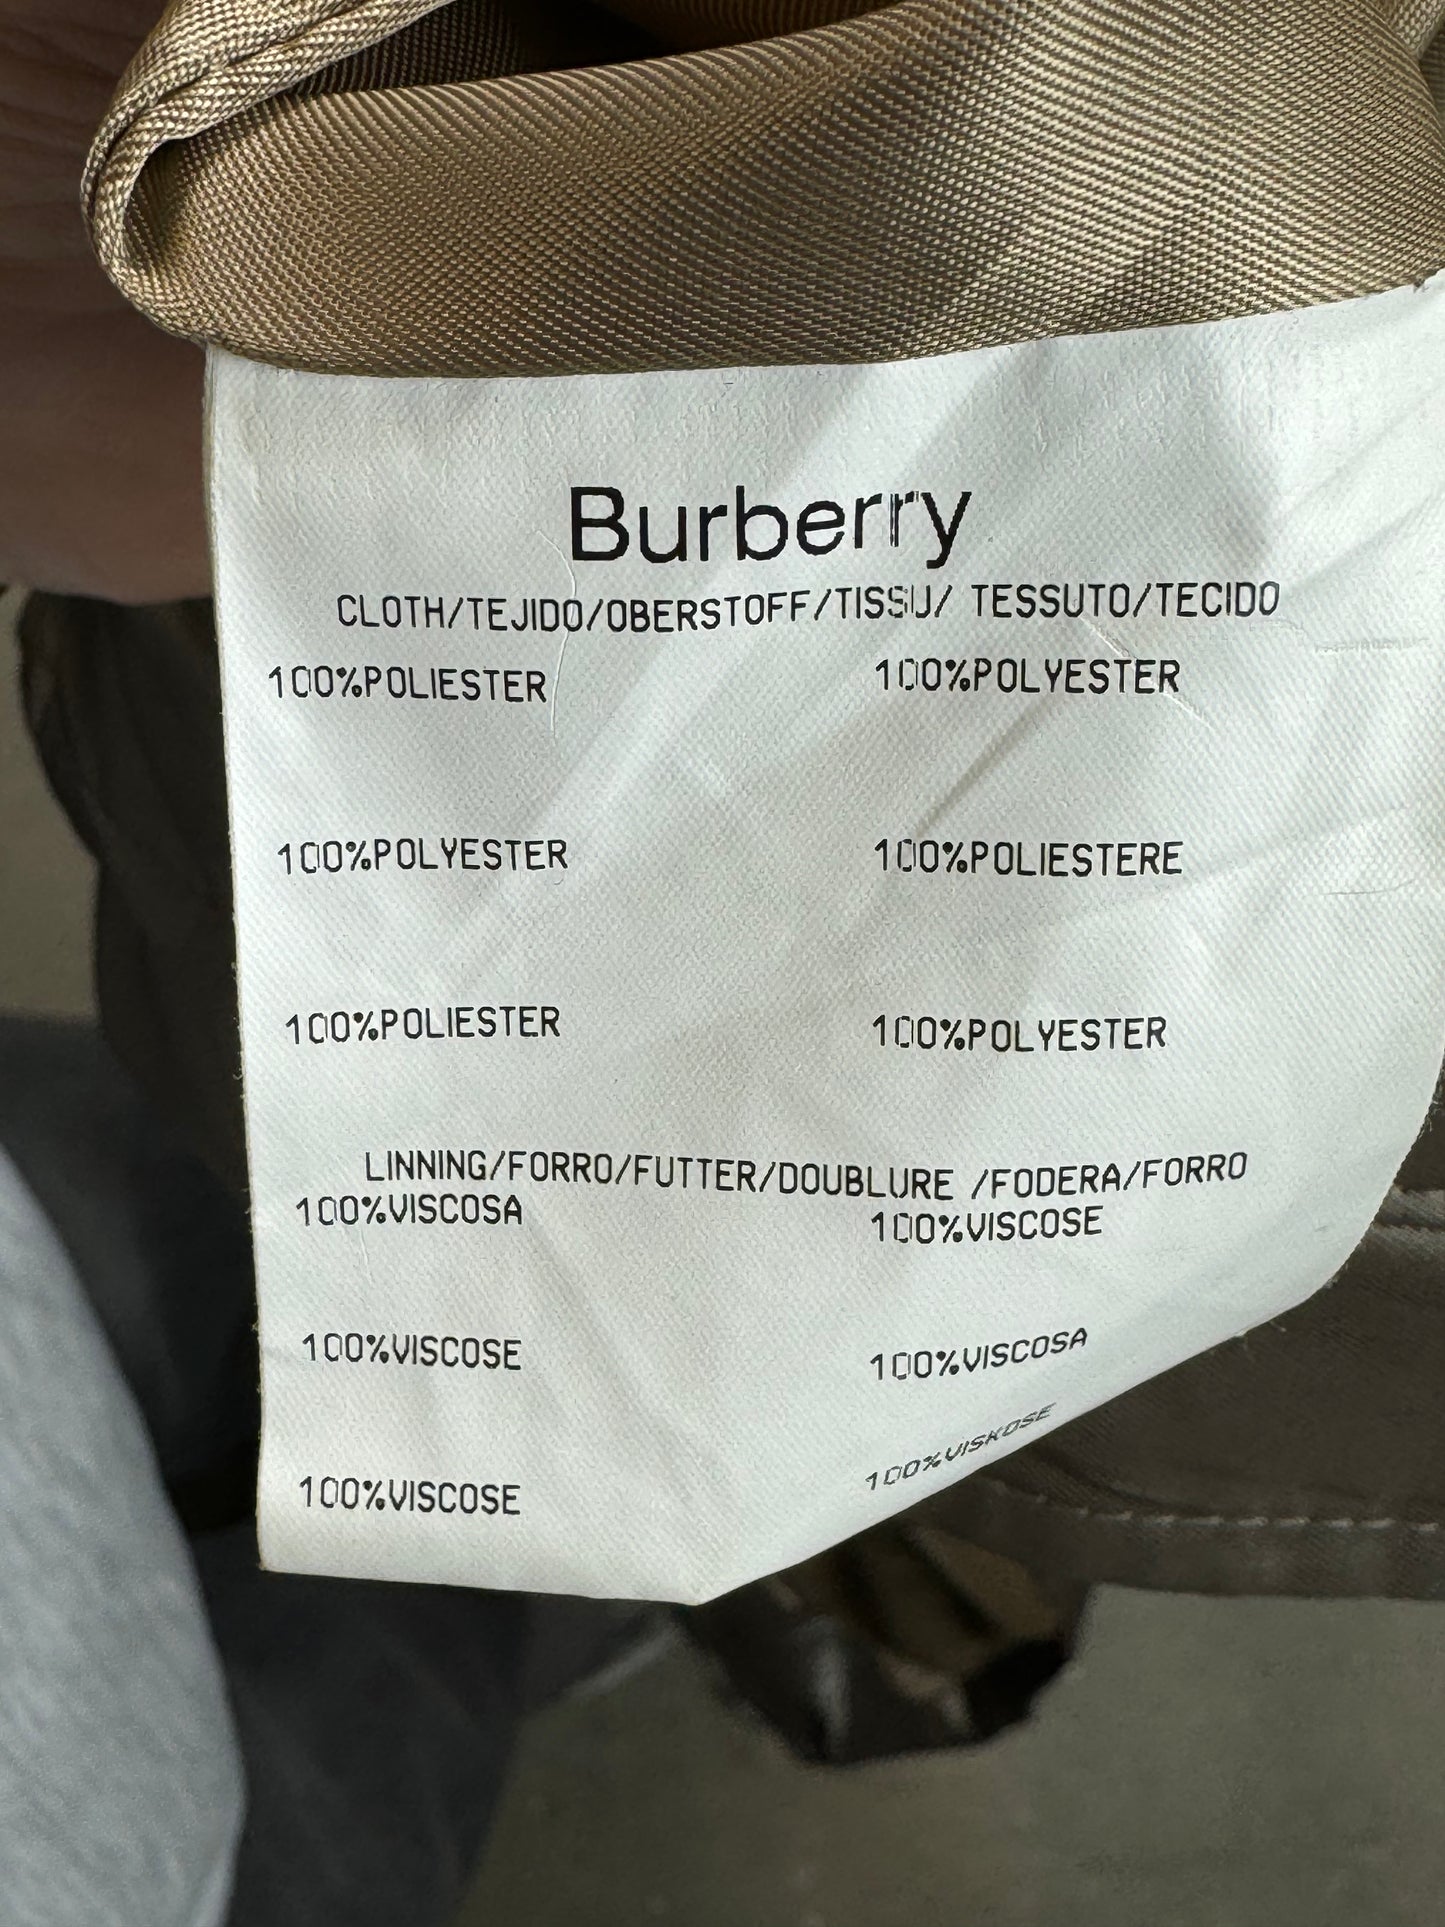 Burberry
CLOTH/TEJIDO/OBERSTOFF/TISSU/ TESSUTO/TECIDO
100%POLIESTER 100%POLYESTER
100%POLYESTER 100%POLIESTERE
100%POLIESTER 100%POLYESTER
LINNING/FORRO/FUTTER/DOUBLURE /FODERA/FORRO
100%VISCOSA 100%VISCOSE
100%VISCOSE 100%VISCOSA
100%VISCOSE 100%VISKOSE